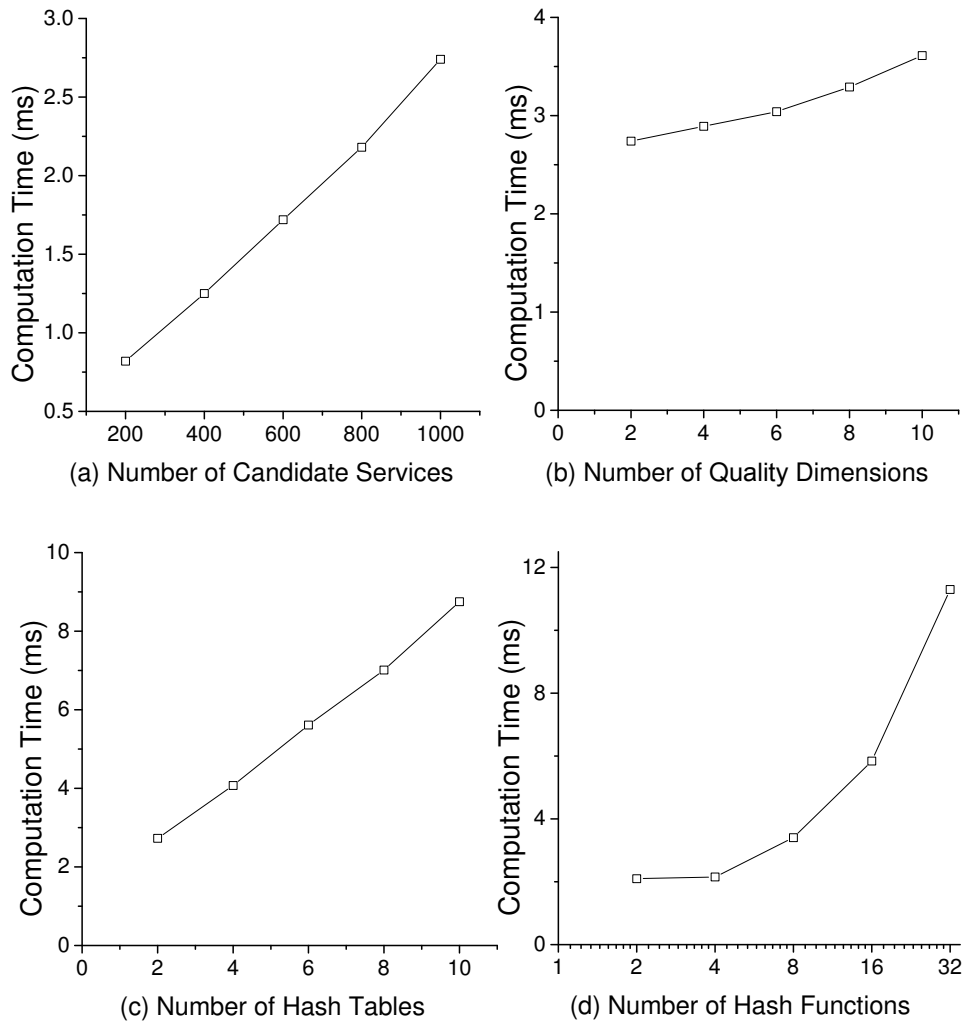 3.0
2.5
2.0
1.5
1.0
0.5
200 400 600 800 1000
Computation Time (ms)
(a) Number of Candidate Services
4
3
2
1
0
0 2 4 6 8 10
Computation Time (ms)
(b) Number of Quality Dimensions
10
8
6
4
2
0
0 2 4 6 8 10
Computation Time (ms)
(c) Number of Hash Tables
12
8
4
0
1 2 4 8 16 32
Computation Time (ms)
(d) Number of Hash Functions